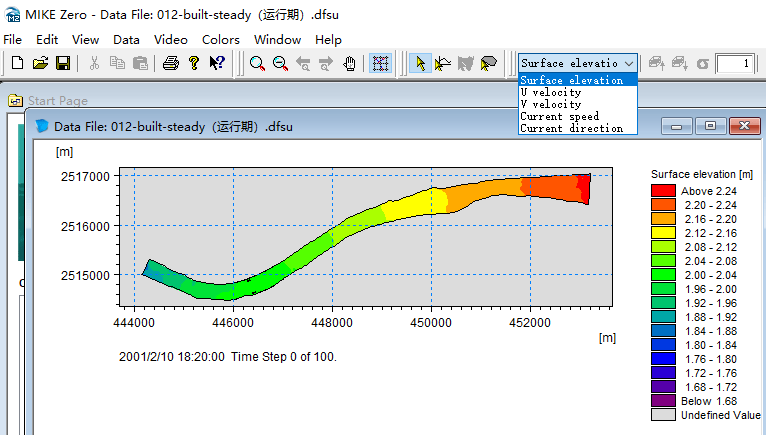 MIKE Zero - Data File: 012-built-steady（运行期）.dfsu
File Edit View Data Video Colors Window Help
Surface elevatio
1
Surface elevation
U velocity
V velocity
Current speed
Current direction
Start Page
Data File: 012-built-steady（运行期）.dfsu
[m]
2517000
2516000
2515000
444000 446000 448000 450000 452000
[m]
2001/2/10 18:20:00 Time Step 0 of 100.
Surface elevation [m]
Above 2.24
2.20 - 2.24
2.16 - 2.20
2.12 - 2.16
2.08 - 2.12
2.04 - 2.08
2.00 - 2.04
1.96 - 2.00
1.92 - 1.96
1.88 - 1.92
1.84 - 1.88
1.80 - 1.84
1.76 - 1.80
1.72 - 1.76
1.68 - 1.72
Below 1.68
Undefined Value